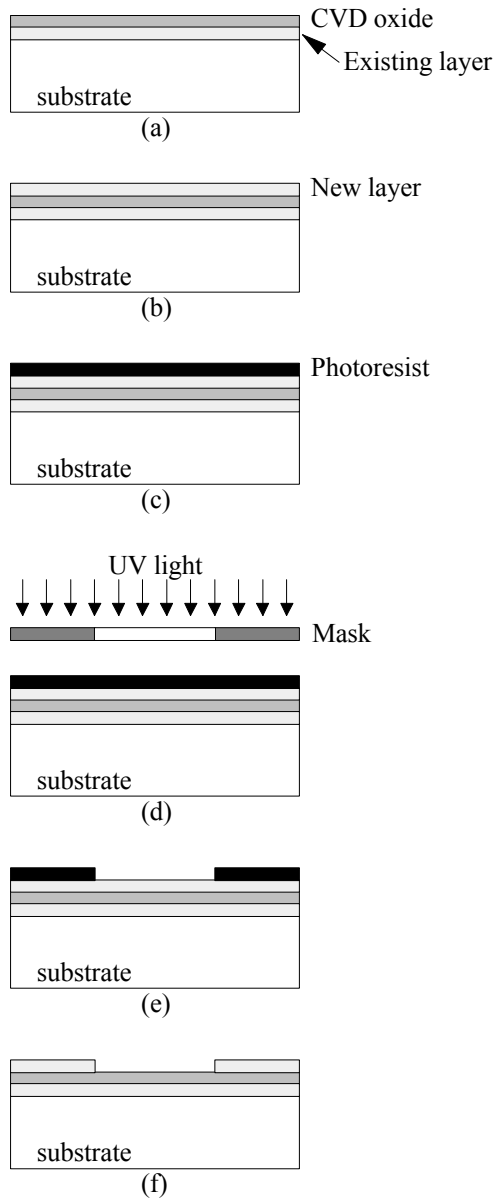 CVD oxide
Existing layer
substrate
(a)
New layer
substrate
(b)
Photoresist
substrate
(c)
UV light
Mask
substrate
(d)
substrate
(e)
substrate
(f)